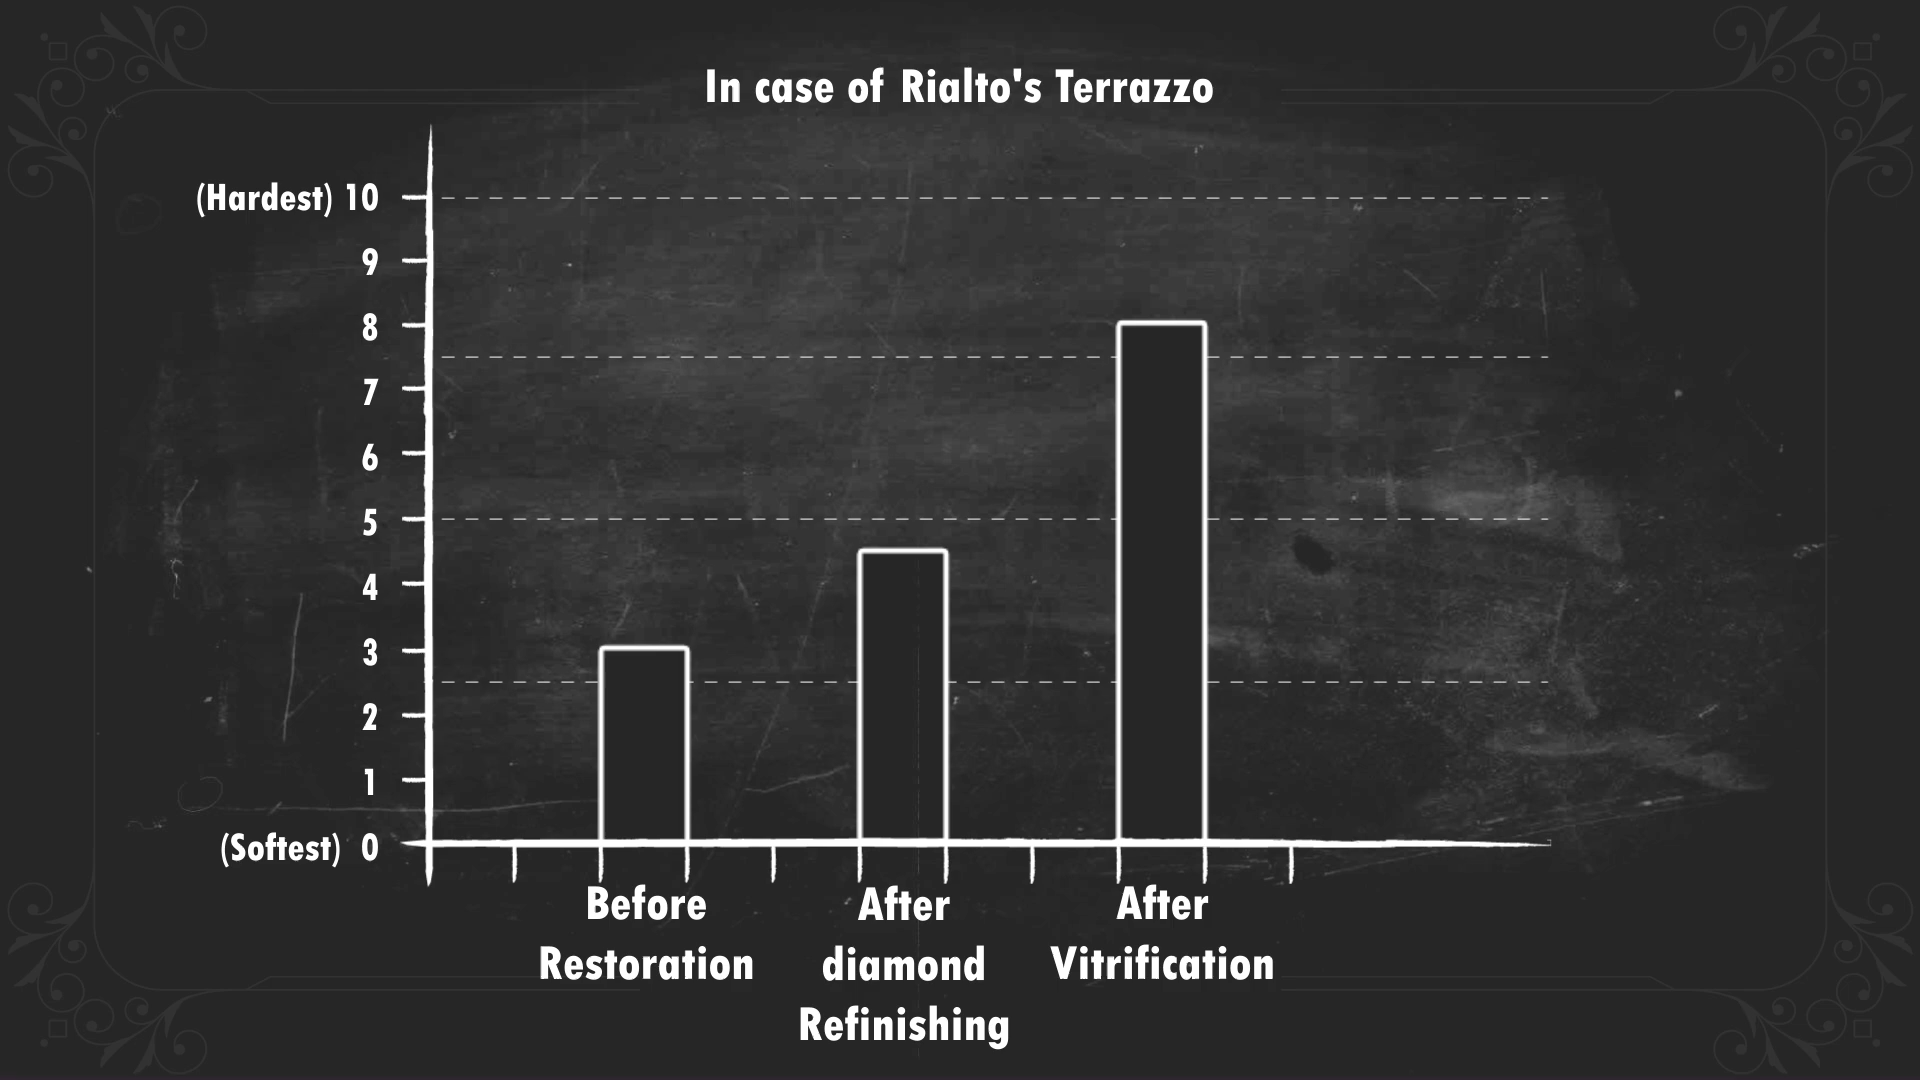 In case of Rialto's Terrazzo
(Hardest) 10
9
8
7
6
5
4
3
2
1
(Softest) 0
Before
Restoration
After
diamond
Refinishing
After
Vitrification